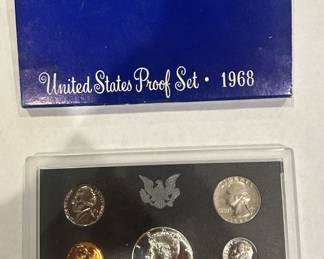 United States Proof Set • 1968